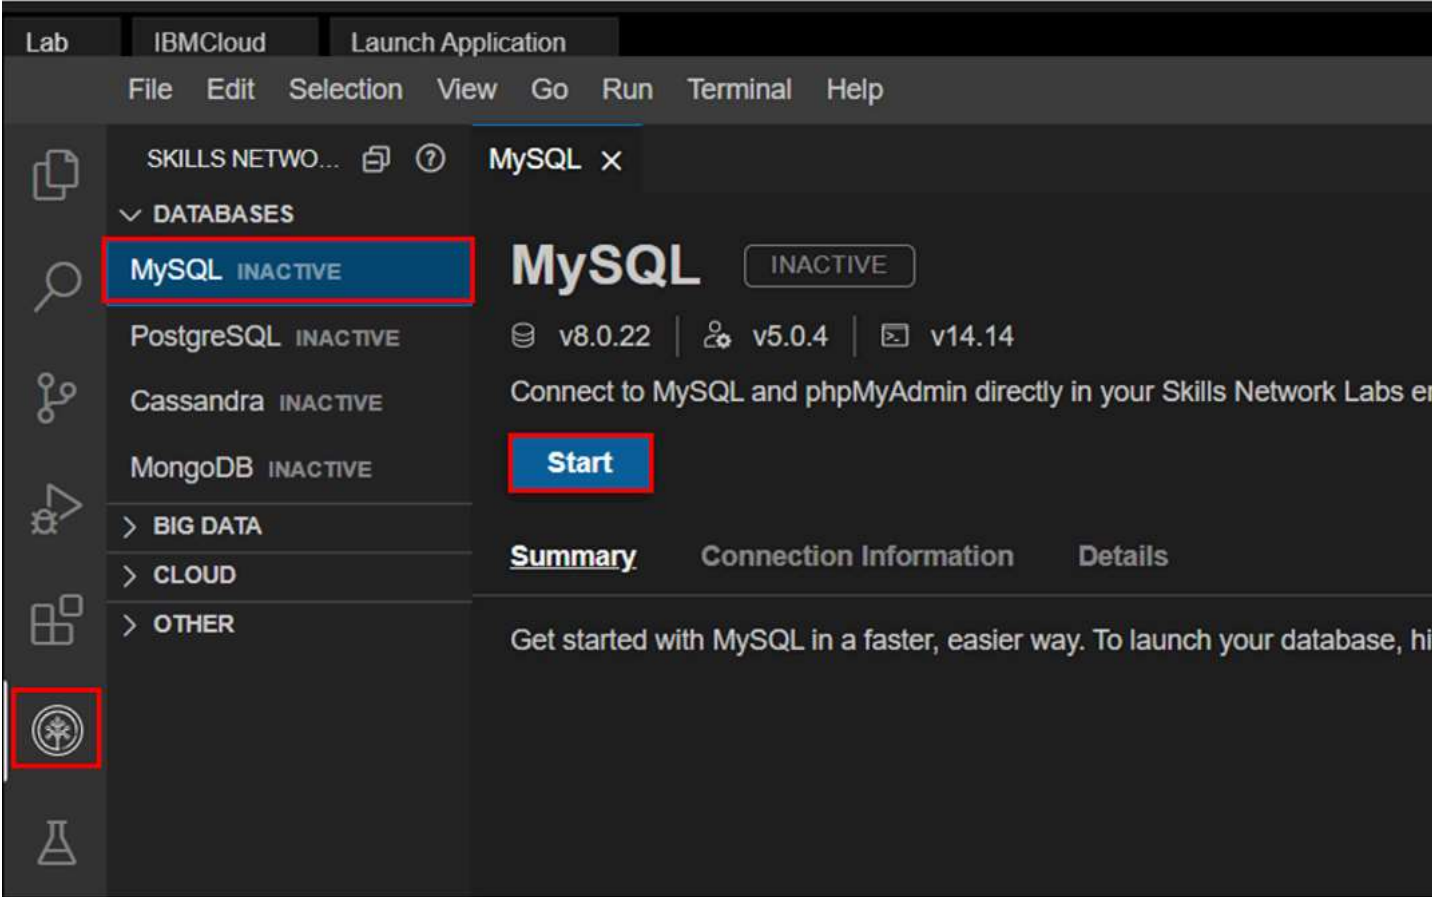 Lab IBMCloud Launch Application
File Edit Selection View Go Run Terminal Help
SKILLS NETWO...
DATABASES
MySQL INACTIVE
PostgreSQL INACTIVE
Cassandra INACTIVE
MongoDB INACTIVE
BIG DATA
CLOUD
OTHER
MySQL
MySQL INACTIVE
v8.0.22 v5.0.4 v14.14
Connect to MySQL and phpMyAdmin directly in your Skills Network Labs
Start
Summary Connection Information Details
Get started with MySQL in a faster, easier way. To launch your database,